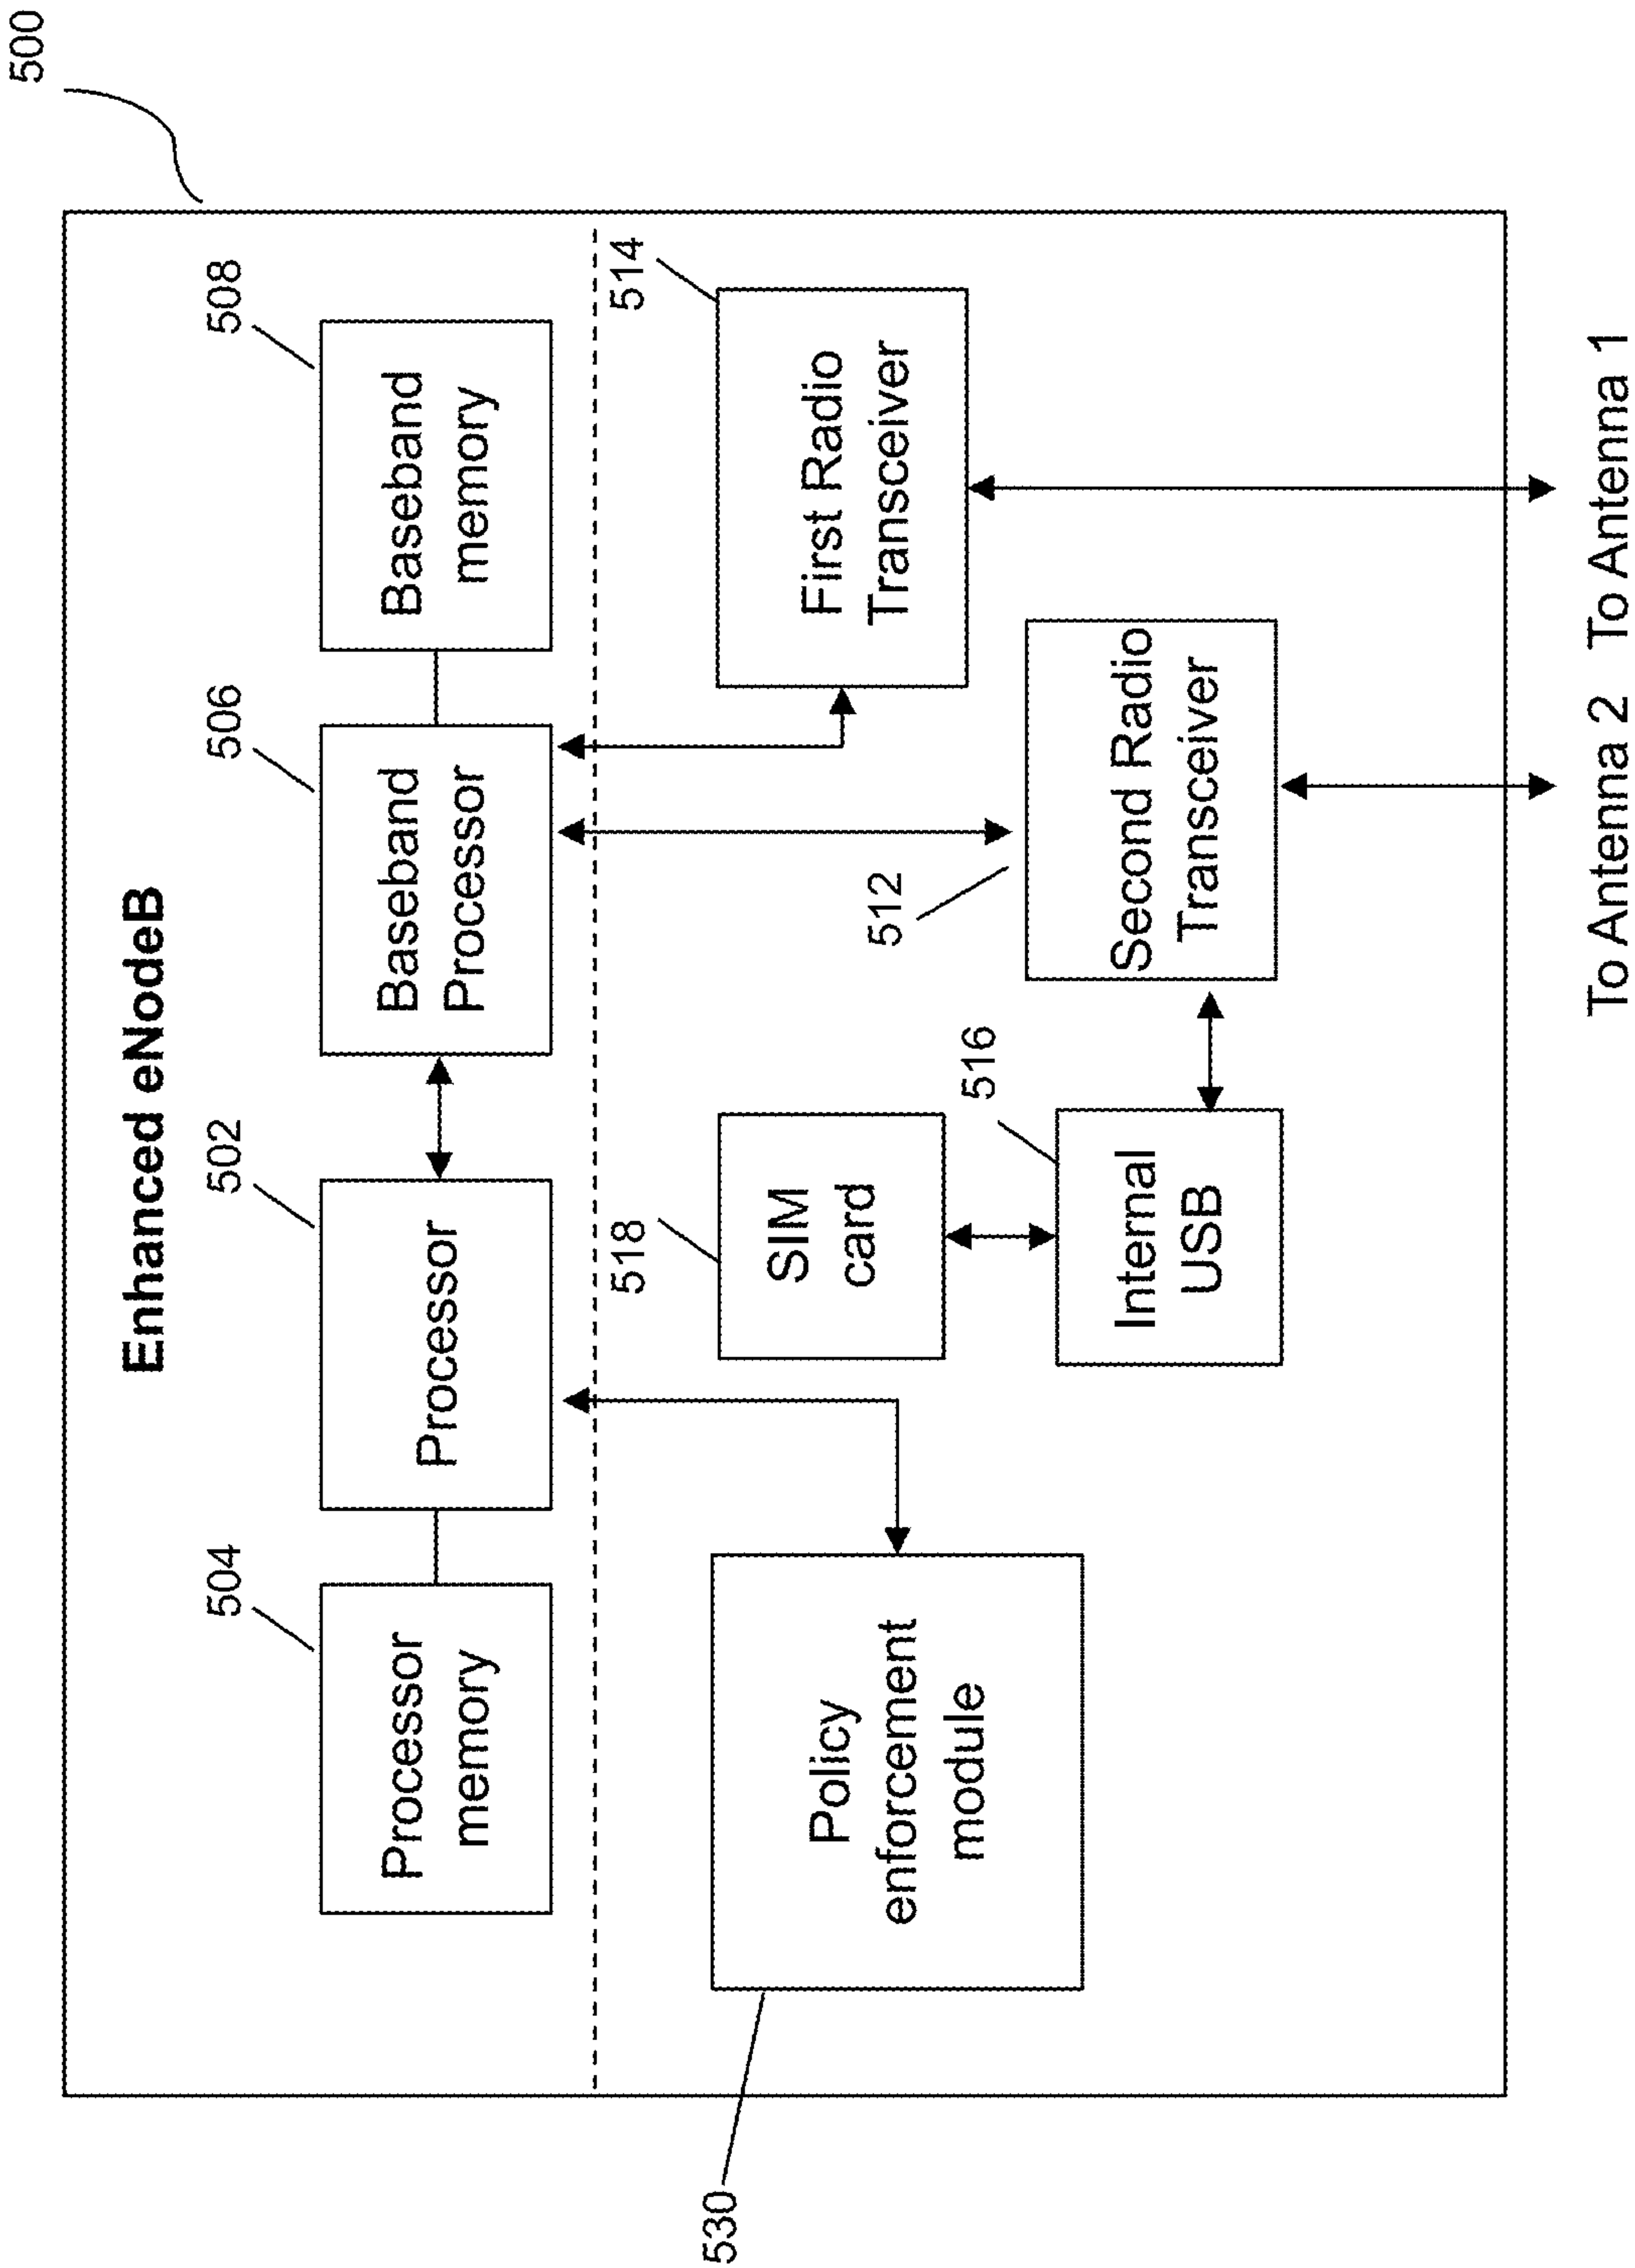 500
Enhanced eNodeB
504
502
506
508
Processor
memory
Processor
Baseband
Processor
Baseband
memory
530
518
512
514
Policy
enforcement
module
SIM
card
First Radio
Transceiver
516
Internal
USB
Second Radio
Transceiver
To Antenna 2
To Antenna 1